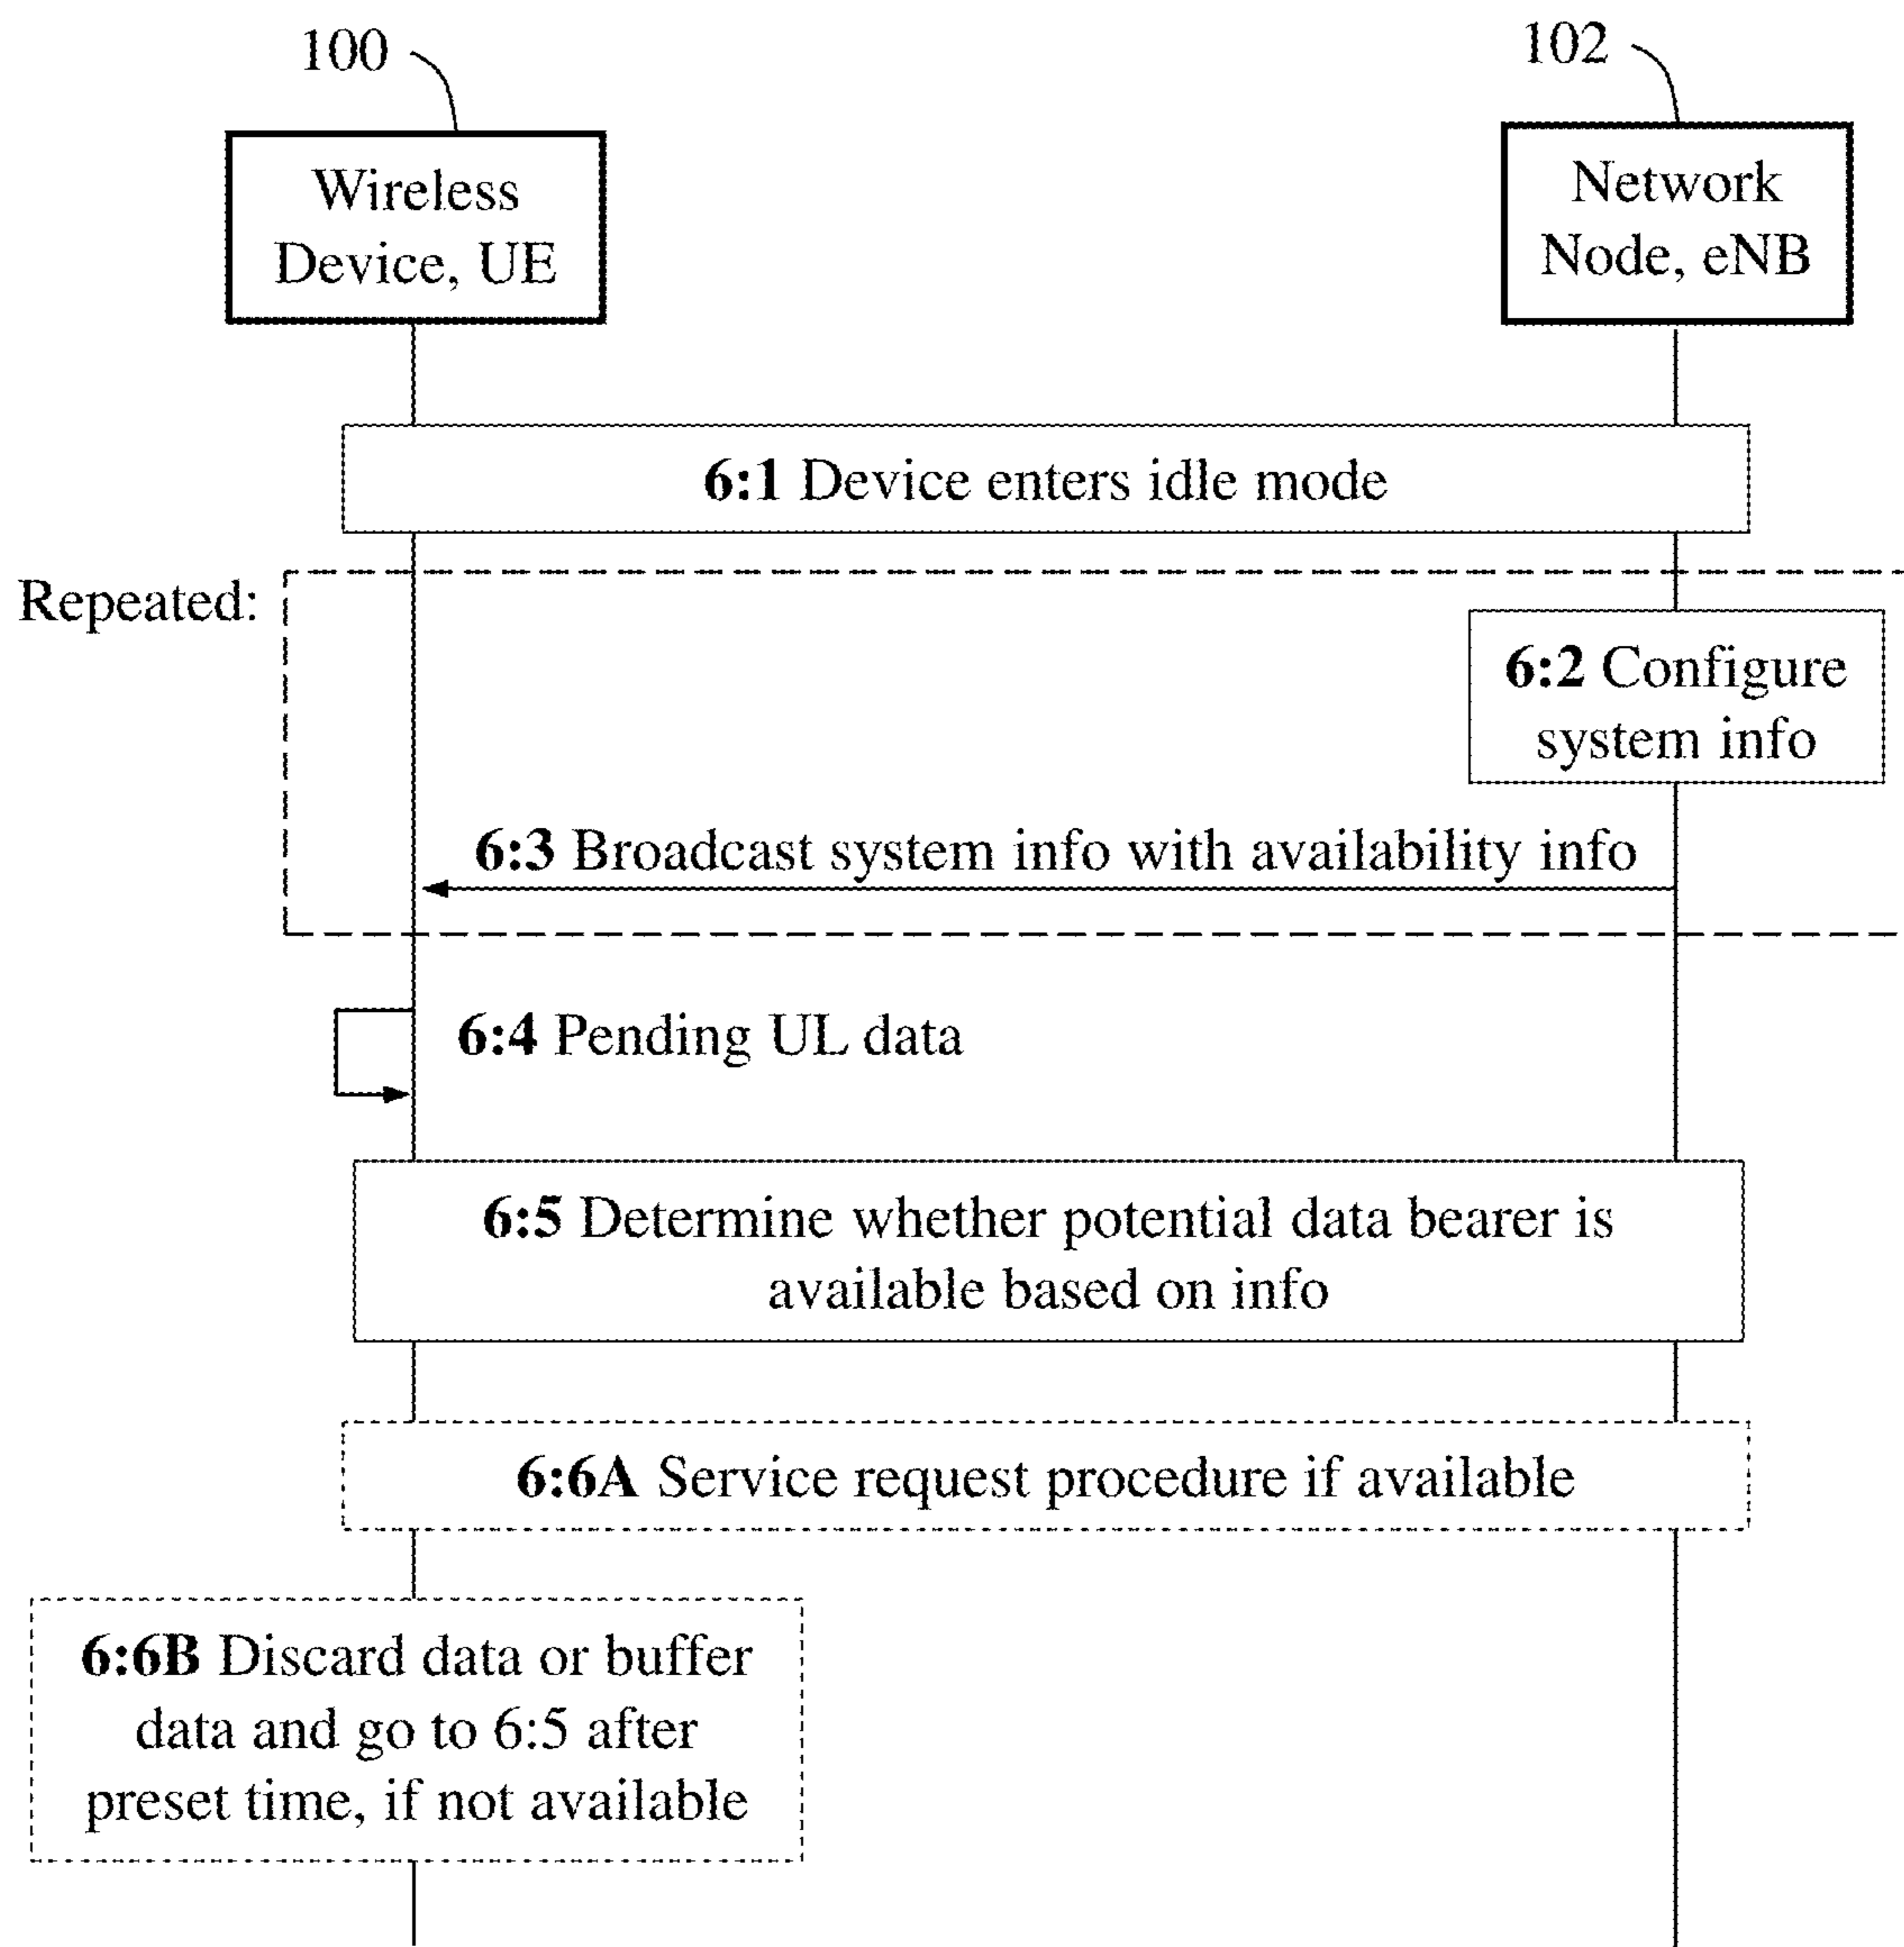 100
102
Wireless
Device, UE
Network
Node, eNB
6:1 Device enters idle mode
Repeated:
6:2 Configure
system info
6:3 Broadcast system info with availability info
6:4 Pending UL data
6:5 Determine whether potential data bearer is
available based on info
6:6A Service request procedure if available
6:6B Discard data or buffer
data and go to 6:5 after
preset time, if not available